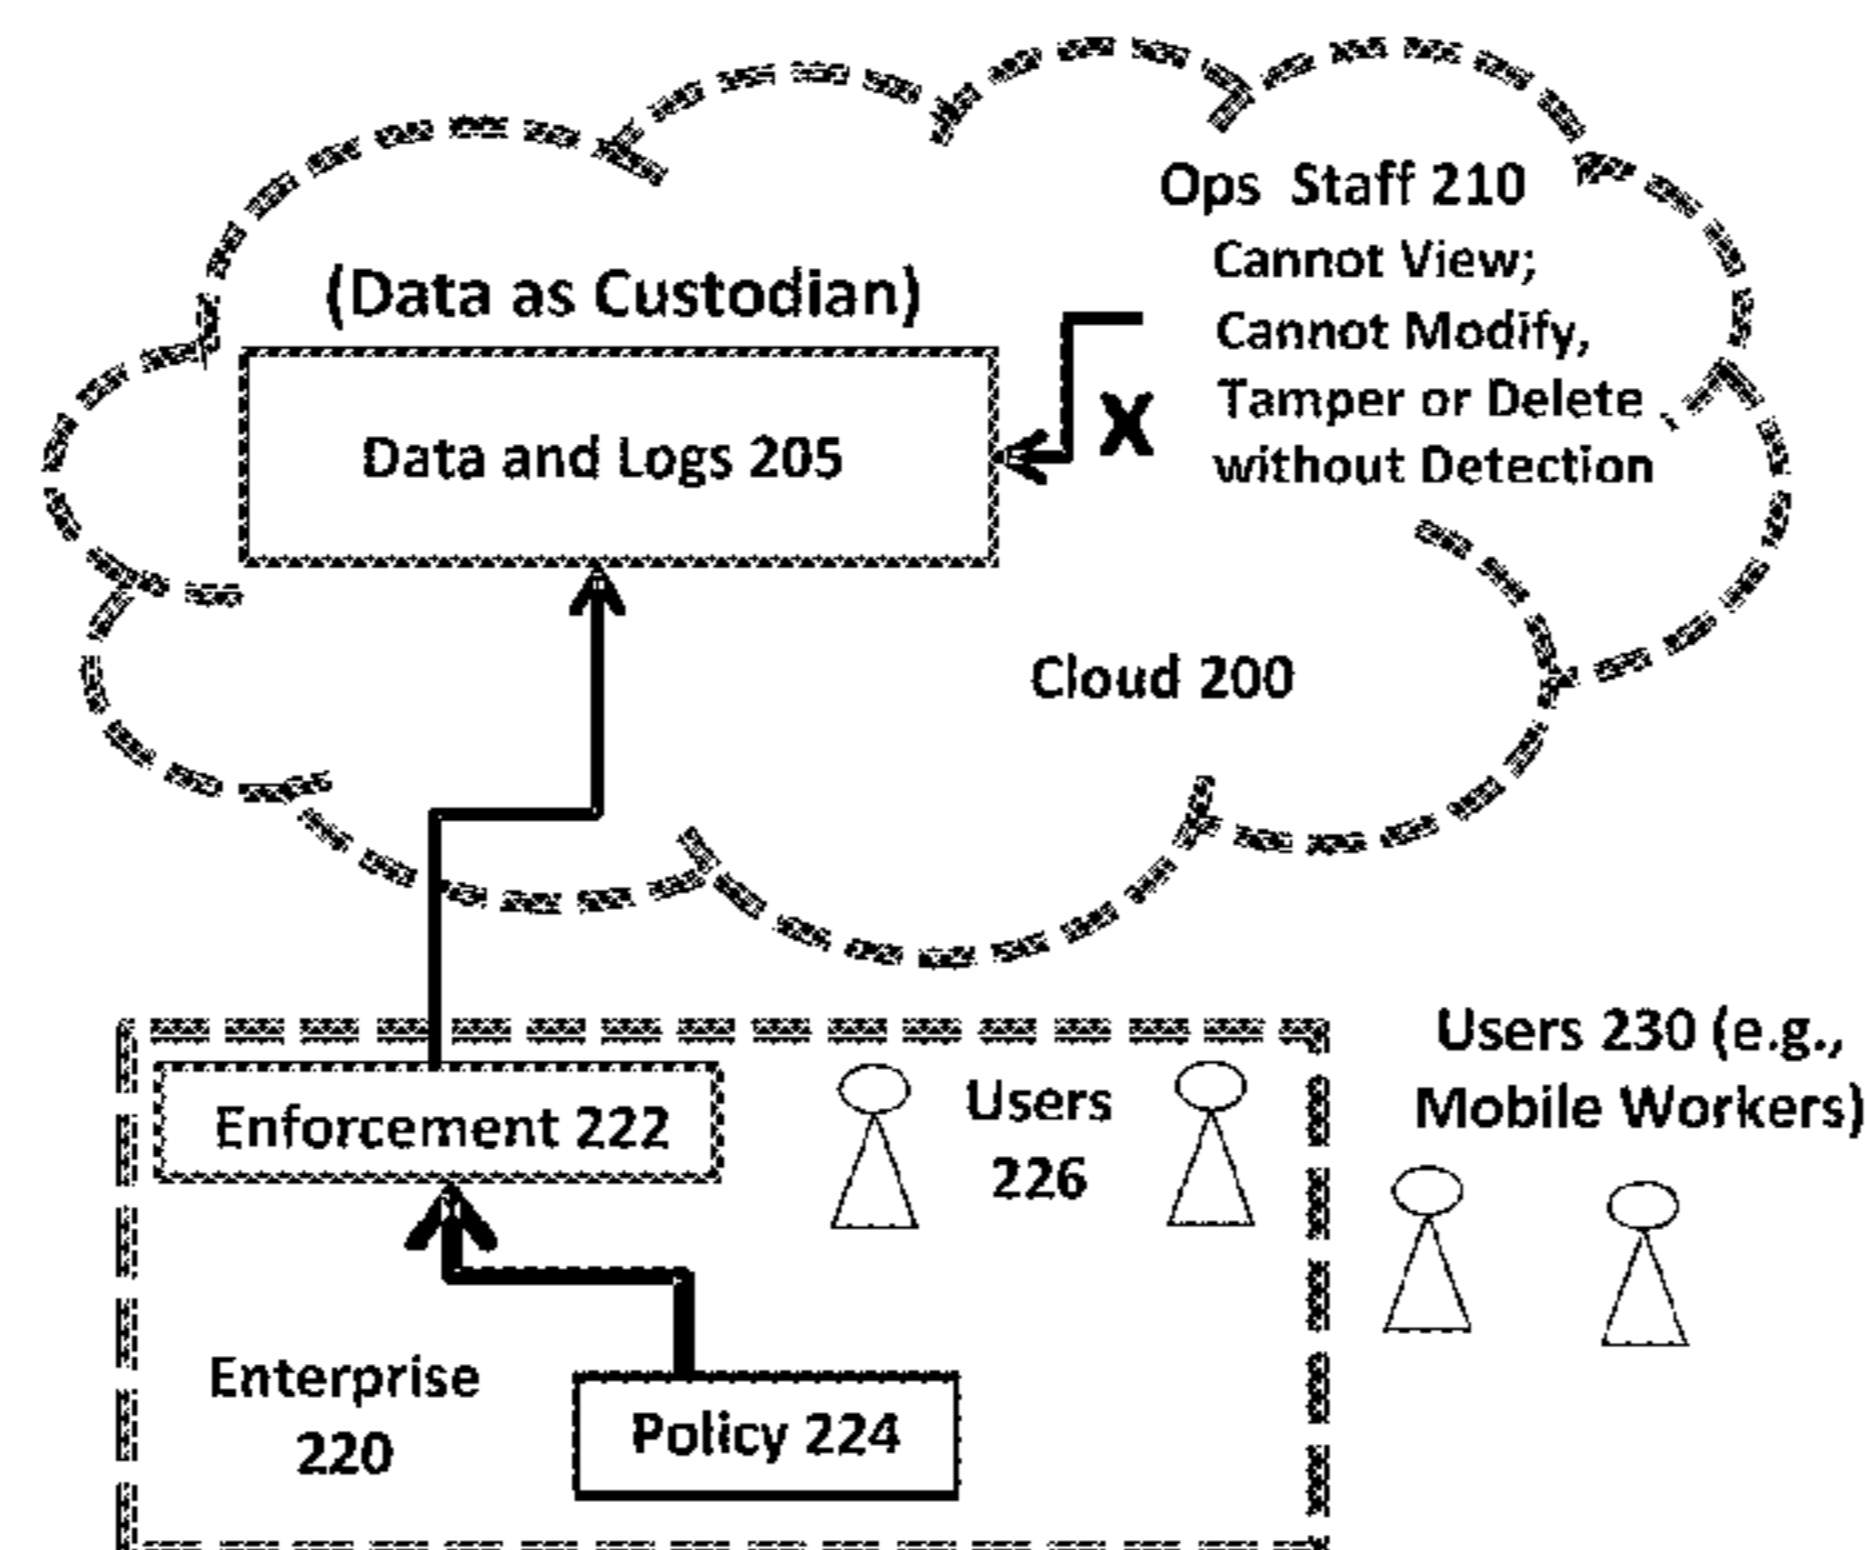 Ops Staff 210
Cannot View;
(Data as Custodian)
Cannot Modify,
X
Tamper or Delete
Data and Logs 205
without Detection
Cloud 200
Users 230 (e.g.,
Mobile Workers)
Enforcement 222
Users
226
Enterprise
220
Policy 224